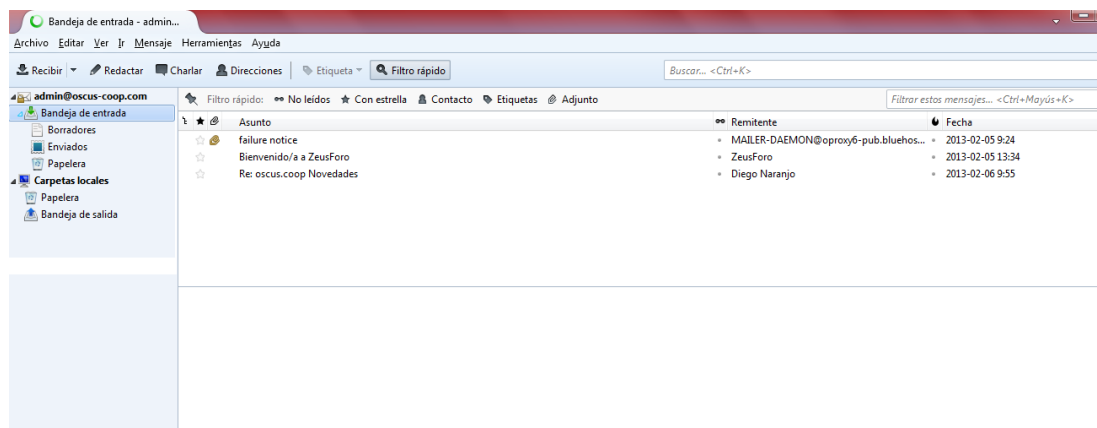 Bandeja de entrada - admin...
Archivo Editar Ver Ir Mensaje Herramientas Ayuda
Recibir Redactar Charlar Direcciones Etiqueta Filtro rápido Buscar... <Ctrl+K>
admin@oscus-coop.com
Bandeja de entrada
Borradores
Enviados
Papelera
Carpetas locales
Papelera
Bandeja de salida
Filtro rápido: No leídos Con estrella Contacto Etiquetas Adjunto Filtrar estos mensajes... <Ctrl+Mayús+K>
Asunto Remitente Fecha
failure notice MAILER-DAEMON@oproxy6-pub.bluehos... 2013-02-05 9:24
Bienvenido/a a ZeusForo ZeusForo 2013-02-05 13:34
Re: oscus.coop Novedades Diego Naranjo 2013-02-06 9:55